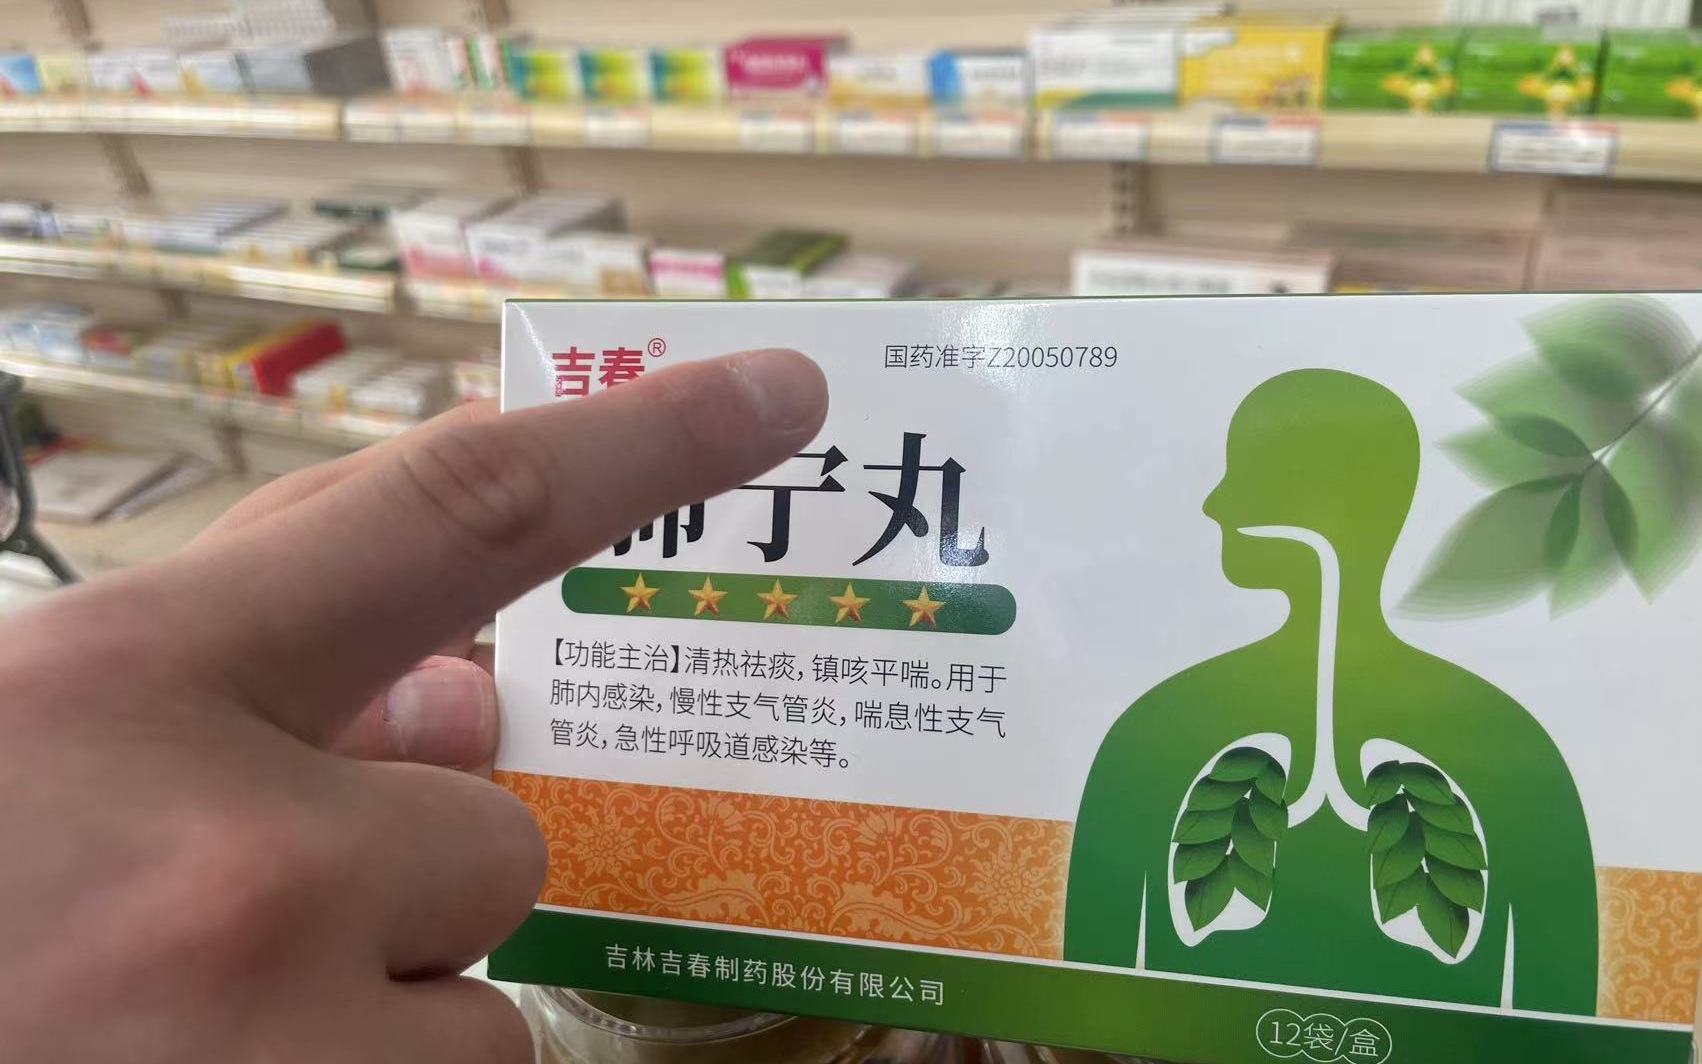 吉春®
国药准字Z20050789
宁丸
【功能主治】清热祛痰，镇咳平喘。用于
肺内感染，慢性支气管炎，喘息性支气
管炎，急性呼吸道感染等。
吉林吉春制药股份有限公司
12袋/盒